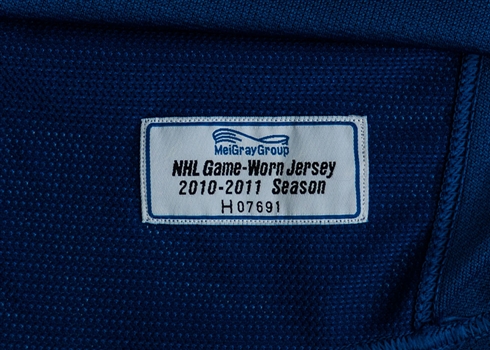 MeiGrayGroup
NHL Game-Worn Jersey
2010-2011 Season
H07691